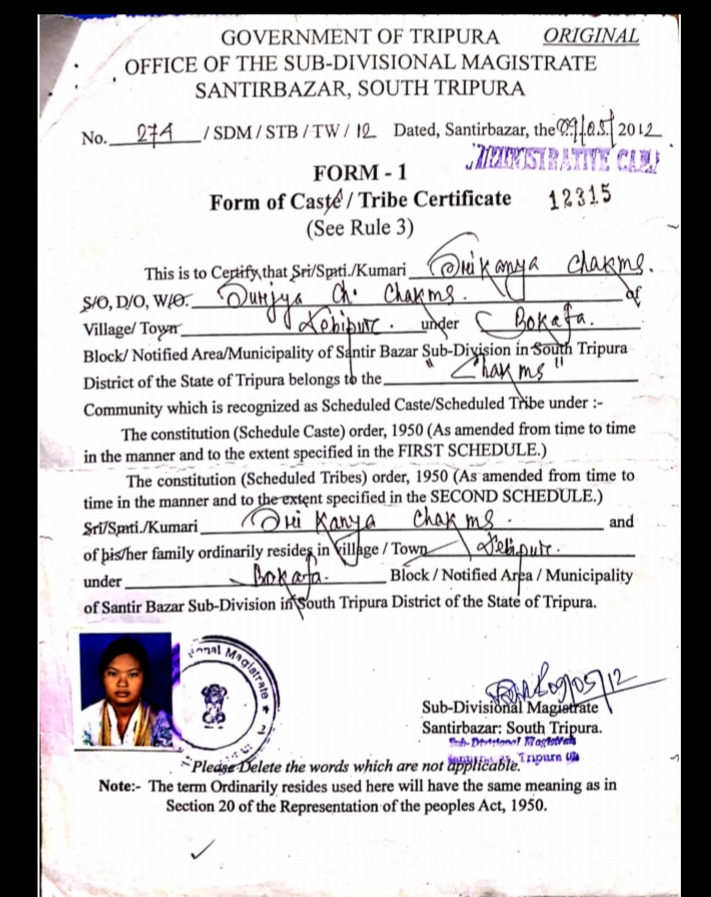 GOVERNMENT OF TRIPURA ORIGINAL
OFFICE OF THE SUB-DIVISIONAL MAGISTRATE
SANTIRBAZAR, SOUTH TRIPURA
No. 274 / SDM / STB / TW / 12 Dated, Santirbazar, the 09/05/2012
FORM - 1
Form of Caste / Tribe Certificate 12315
(See Rule 3)
This is to Certify that Sri/Smti./Kumari Kanya Chakma.
S/O, D/O, W/O. Ch. Chakma. of
Village/ Town Debipur. under Bokafa.
Block/ Notified Area/Municipality of Santir Bazar Sub-Division in South Tripura
District of the State of Tripura belongs to the "Chakma"
Community which is recognized as Scheduled Caste/Scheduled Tribe under :-
The constitution (Schedule Caste) order, 1950 (As amended from time to time
in the manner and to the extent specified in the FIRST SCHEDULE.)
The constitution (Scheduled Tribes) order, 1950 (As amended from time to
time in the manner and to the extent specified in the SECOND SCHEDULE.)
Sri/Smti./Kumari Kanya Chakma. and
of his/her family ordinarily resides in village / Town Debipur.
under Bokafa. Block / Notified Area / Municipality
of Santir Bazar Sub-Division in South Tripura District of the State of Tripura.
onal Magistrate
09/05/12
Sub-Divisional Magistrate
Santirbazar: South Tripura.
Sub-Divisional Magistrate
Tripura
*Please Delete the words which are not applicable.
Note:- The term Ordinarily resides used here will have the same meaning as in
Section 20 of the Representation of the peoples Act, 1950.